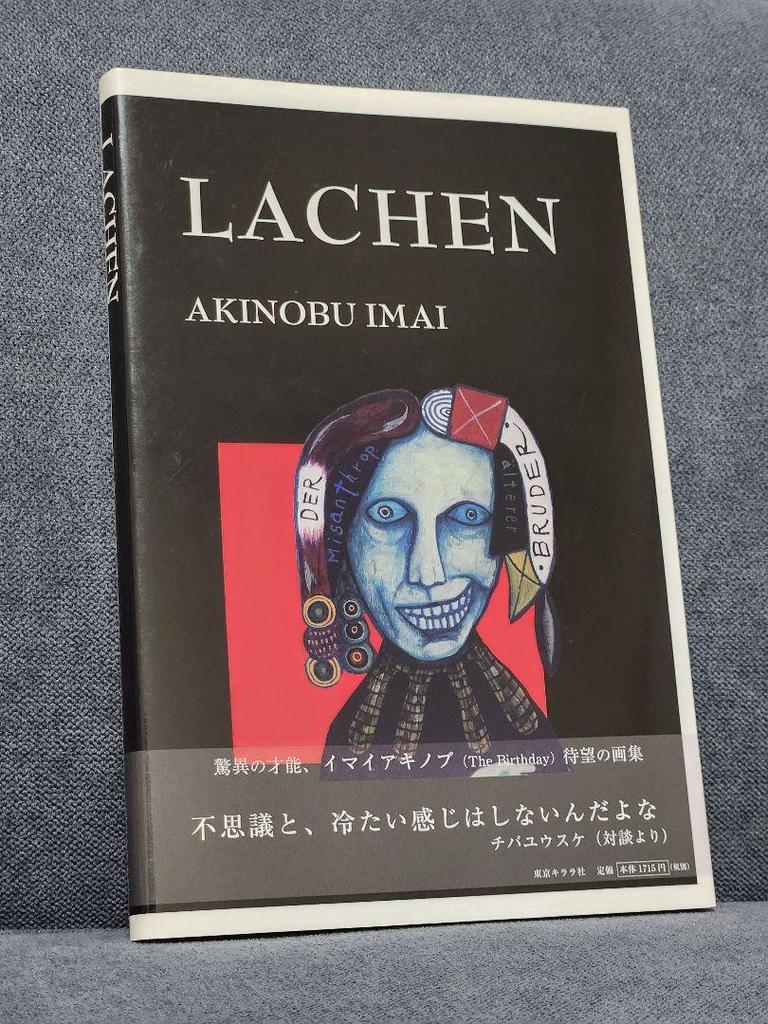 LACHEN
LACHEN
AKINOBU IMAI
DER
Misanthrop
älterer
·BRUDER·
驚異の才能、イマイアキノブ（The Birthday）待望の画集
不思議と、冷たい感じはしないんだよな
チバユウスケ（対談より）
東京キララ社 定価 本体1715円（税別）